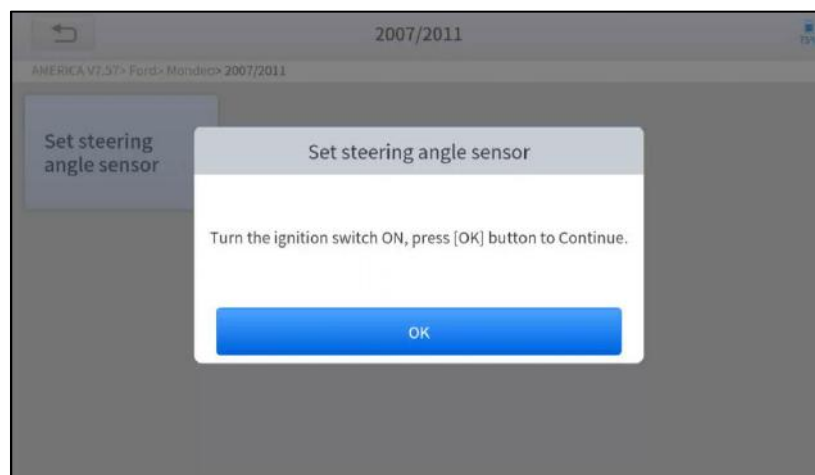 2007/2011
AMERICA V7.57> Ford> Mondeo> 2007/2011
Set steering
angle sensor
Set steering angle sensor
Turn the ignition switch ON, press [OK] button to Continue.
OK